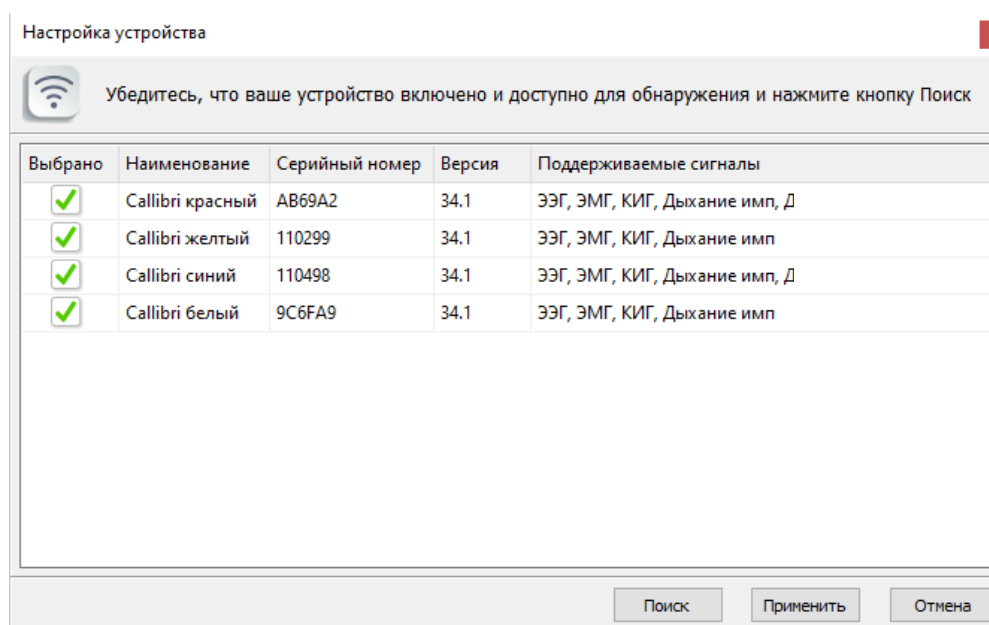 Настройка устройства
Убедитесь, что ваше устройство включено и доступно для обнаружения и нажмите кнопку Поиск
Выбрано Наименование Серийный номер Версия Поддерживаемые сигналы
Callibri красный AB69A2 34.1 ЭЭГ, ЭМГ, КИГ, Дыхание имп, Д
Callibri желтый 110299 34.1 ЭЭГ, ЭМГ, КИГ, Дыхание имп
Callibri синий 110498 34.1 ЭЭГ, ЭМГ, КИГ, Дыхание имп, Д
Callibri белый 9C6FA9 34.1 ЭЭГ, ЭМГ, КИГ, Дыхание имп
Поиск Применить Отмена